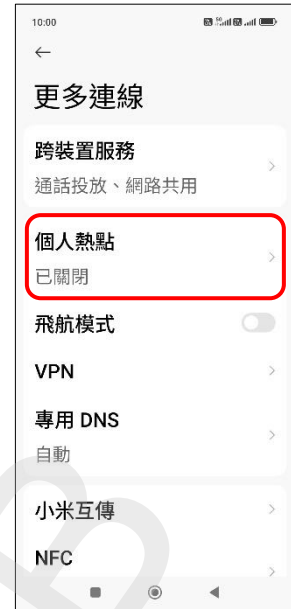 10:00
更多連線
跨裝置服務
通話投放、網路共用
個人熱點
已關閉
飛航模式
VPN
專用 DNS
自動
小米互傳
NFC